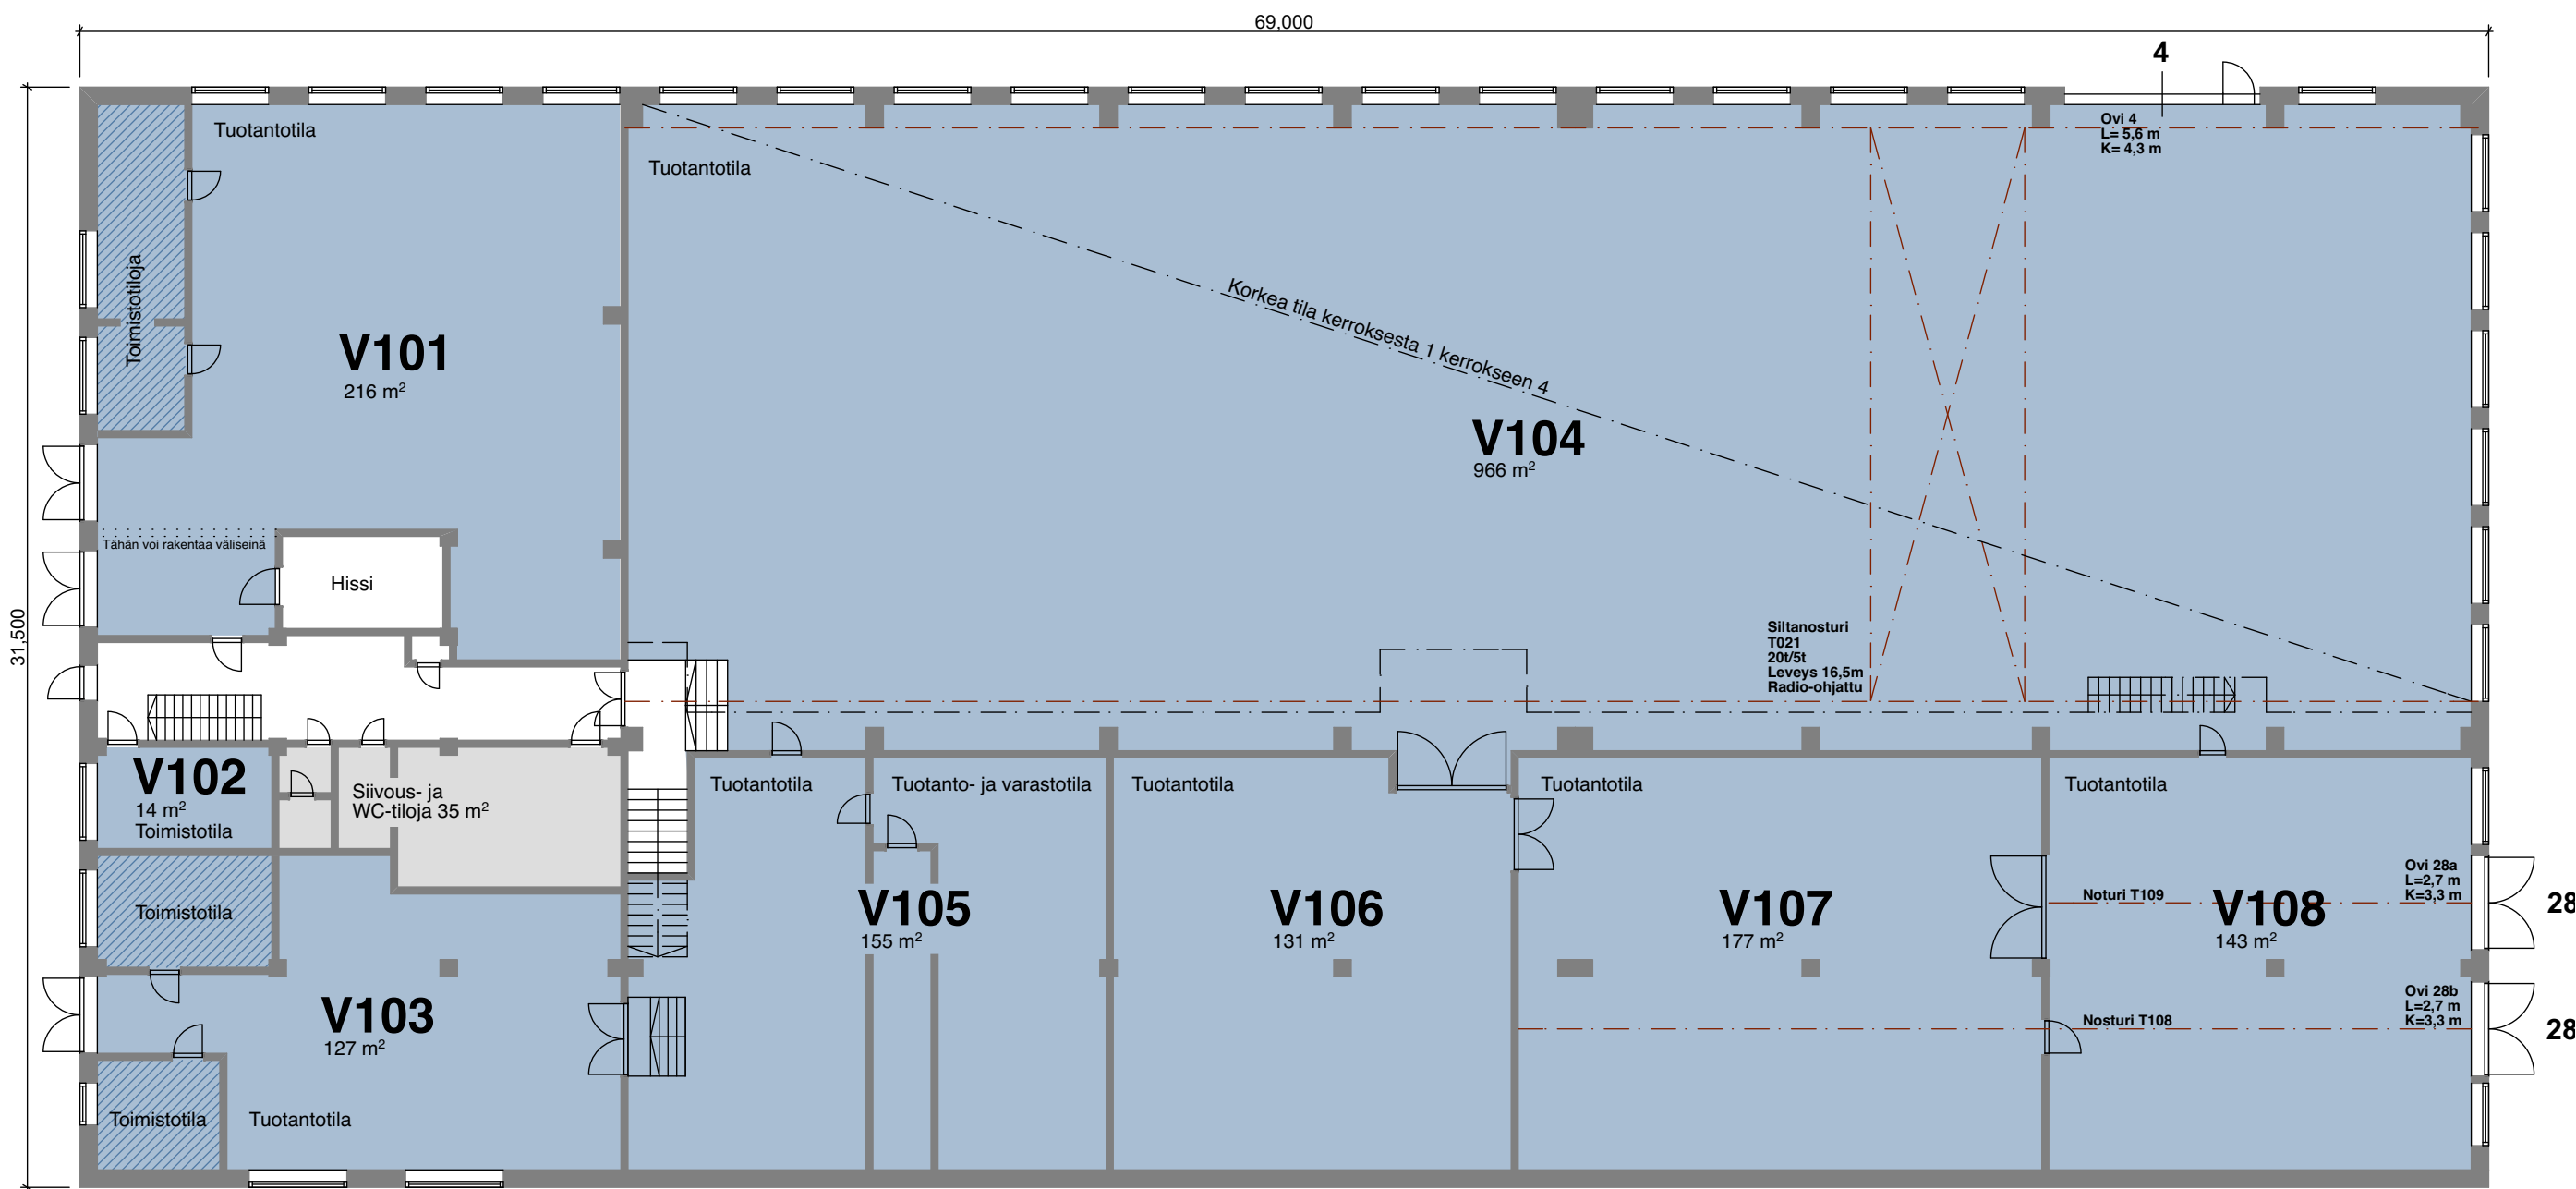 69,000
4
31,500
Tuotantotila
Toimistotiloja
V101
216 m²
Tähän voi rakentaa väliseinä
Hissi
Tuotantotila
Korkea tila kerroksesta 1 kerrokseen 4
V104
966 m²
Ovi 4
L= 5,6 m
K= 4,3 m
Siltanosturi
T021
20t/5t
Leveys 16,5m
Radio-ohjattu
V102
14 m²
Toimistotila
Siivous- ja
WC-tiloja 35 m²
Toimistotila
V103
127 m²
Toimistotila
Tuotantotila
Tuotantotila
Tuotanto- ja varastotila
V105
155 m²
Tuotantotila
V106
131 m²
Tuotantotila
V107
177 m²
Tuotantotila
Noturi T109
V108
143 m²
Nosturi T108
Ovi 28a
L=2,7 m
K=3,3 m
28
Ovi 28b
L=2,7 m
K=3,3 m
28